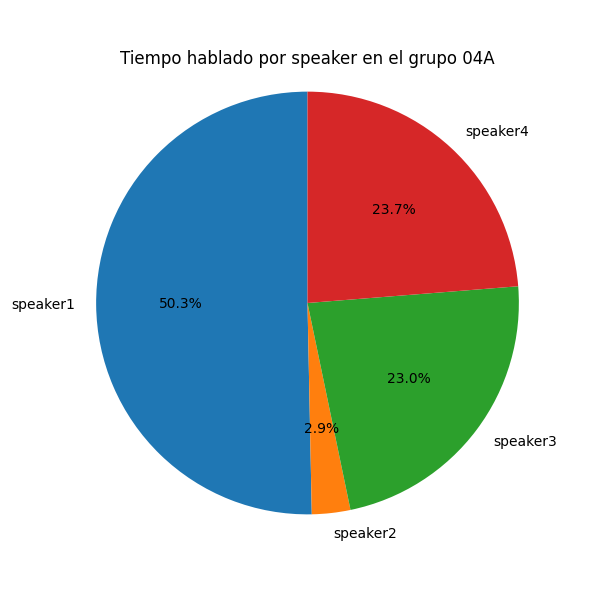 Tiempo hablado por speaker en el grupo 04A
speaker4
23.7%
speaker1
50.3%
23.0%
2.9%
speaker3
speaker2